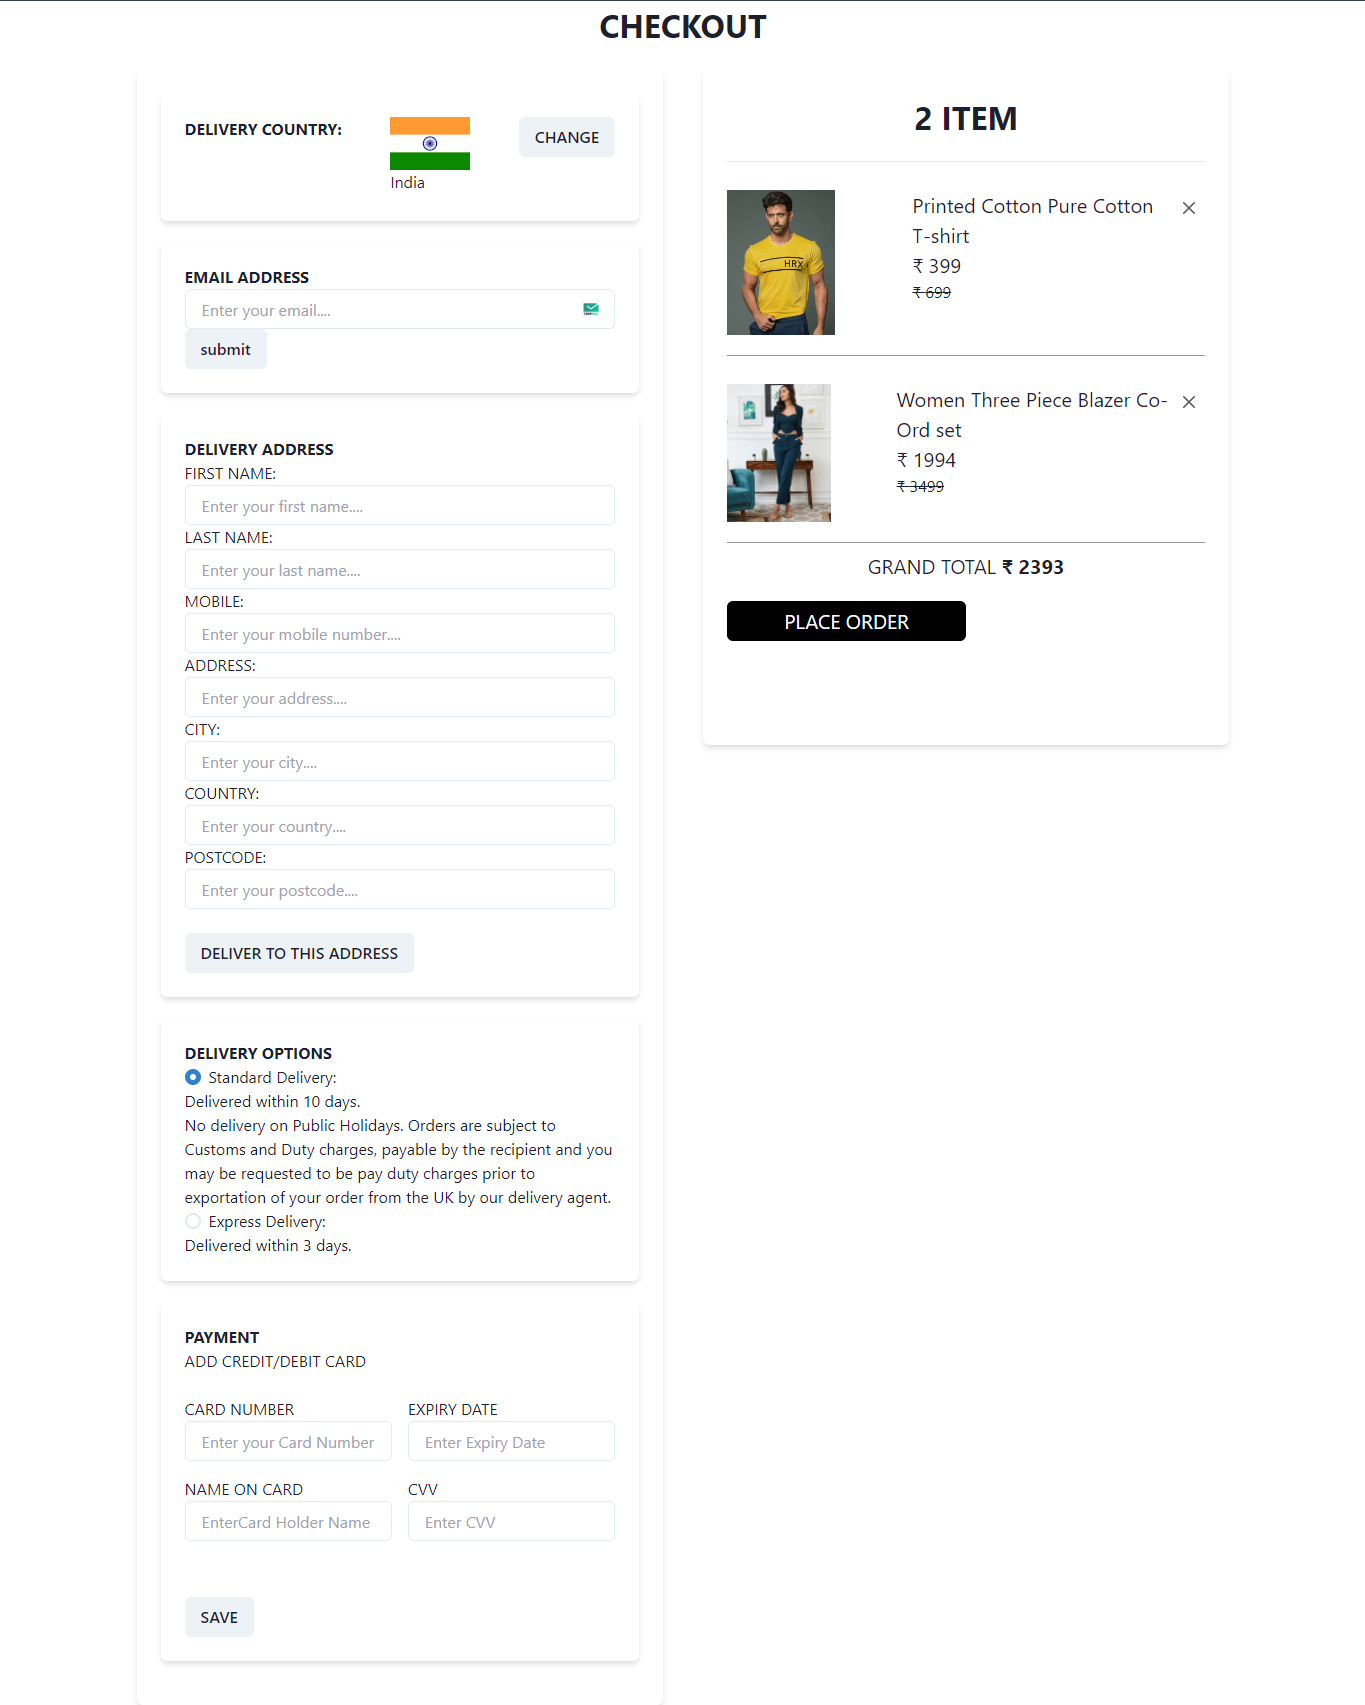 CHECKOUT
DELIVERY COUNTRY:
India
CHANGE
EMAIL ADDRESS
Enter your email....
submit
DELIVERY ADDRESS
FIRST NAME:
Enter your first name....
LAST NAME:
Enter your last name....
MOBILE:
Enter your mobile number....
ADDRESS:
Enter your address....
CITY:
Enter your city....
COUNTRY:
Enter your country....
POSTCODE:
Enter your postcode....
DELIVER TO THIS ADDRESS
DELIVERY OPTIONS
Standard Delivery:
Delivered within 10 days.
No delivery on Public Holidays. Orders are subject to
Customs and Duty charges, payable by the recipient and you
may be requested to be pay duty charges prior to
exportation of your order from the UK by our delivery agent.
Express Delivery:
Delivered within 3 days.
PAYMENT
ADD CREDIT/DEBIT CARD
CARD NUMBER
Enter your Card Number
EXPIRY DATE
Enter Expiry Date
NAME ON CARD
EnterCard Holder Name
CVV
Enter CVV
SAVE
2 ITEM
HRX
Printed Cotton Pure Cotton
T-shirt
₹ 399
₹ 699
Women Three Piece Blazer Co-
Ord set
₹ 1994
₹ 3499
GRAND TOTAL ₹ 2393
PLACE ORDER